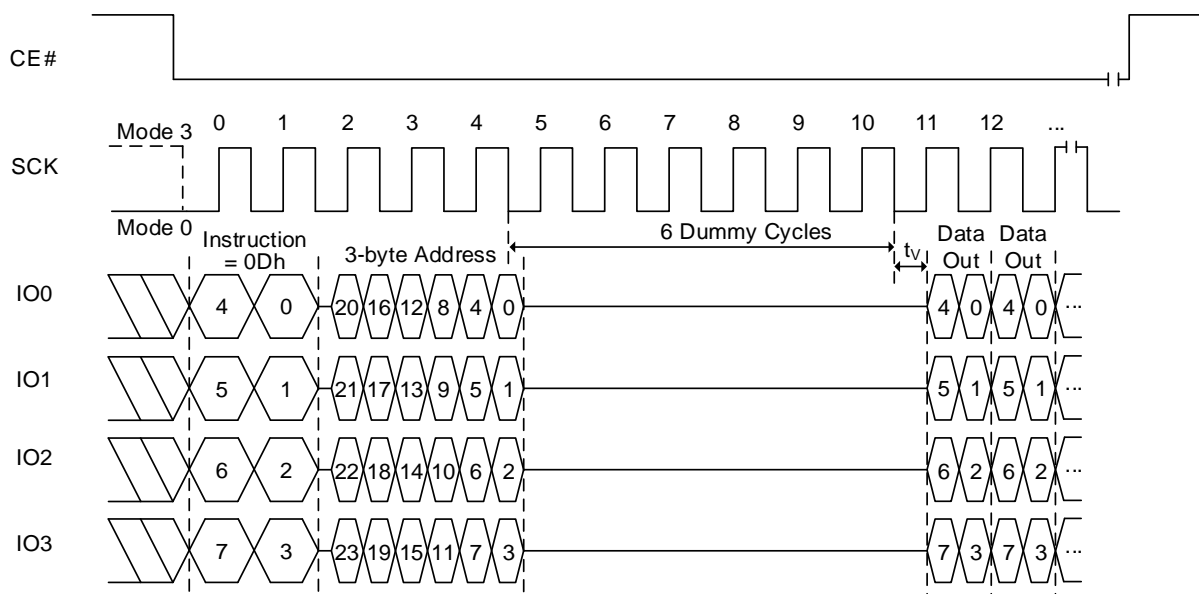 CE#
Mode 3 0 1 2 3 4 5 6 7 8 9 10 11 12 ...
SCK
Mode 0
Instruction
= 0Dh
3-byte Address
6 Dummy Cycles
tV
Data
Out
Data
Out
IO0 4 0 20 16 12 8 4 0 4 0 4 0 ...
IO1 5 1 21 17 13 9 5 1 5 1 5 1 ...
IO2 6 2 22 18 14 10 6 2 6 2 6 2 ...
IO3 7 3 23 19 15 11 7 3 7 3 7 3 ...